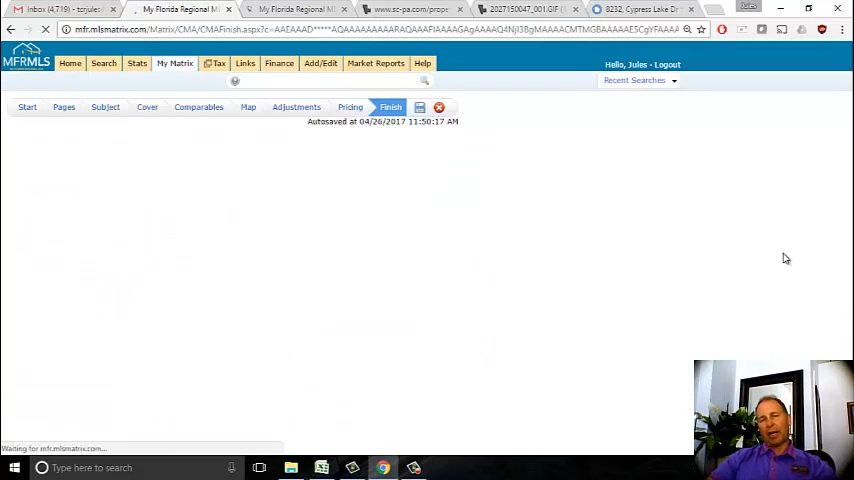 Inbox (4,719) - tcrjules
My Florida Regional M
My Florida Regional M
www.sc-pa.com/prope
2027150047_001.GIF (
8232, Cypress Lake Dr
Jules
mfr.mlsmatrix.com/Matrix/CMA/CMAFinish.aspx?c=
MFRMLS
Home Search Stats My Matrix Tax Links Finance Add/Edit Market Reports Help
Hello, Jules - Logout
Recent Searches
Start Pages Subject Cover Comparables Map Adjustments Pricing Finish
Autosaved at 04/26/2017 11:50:17 AM
Waiting for mfr.mlsmatrix.com...
Type here to search